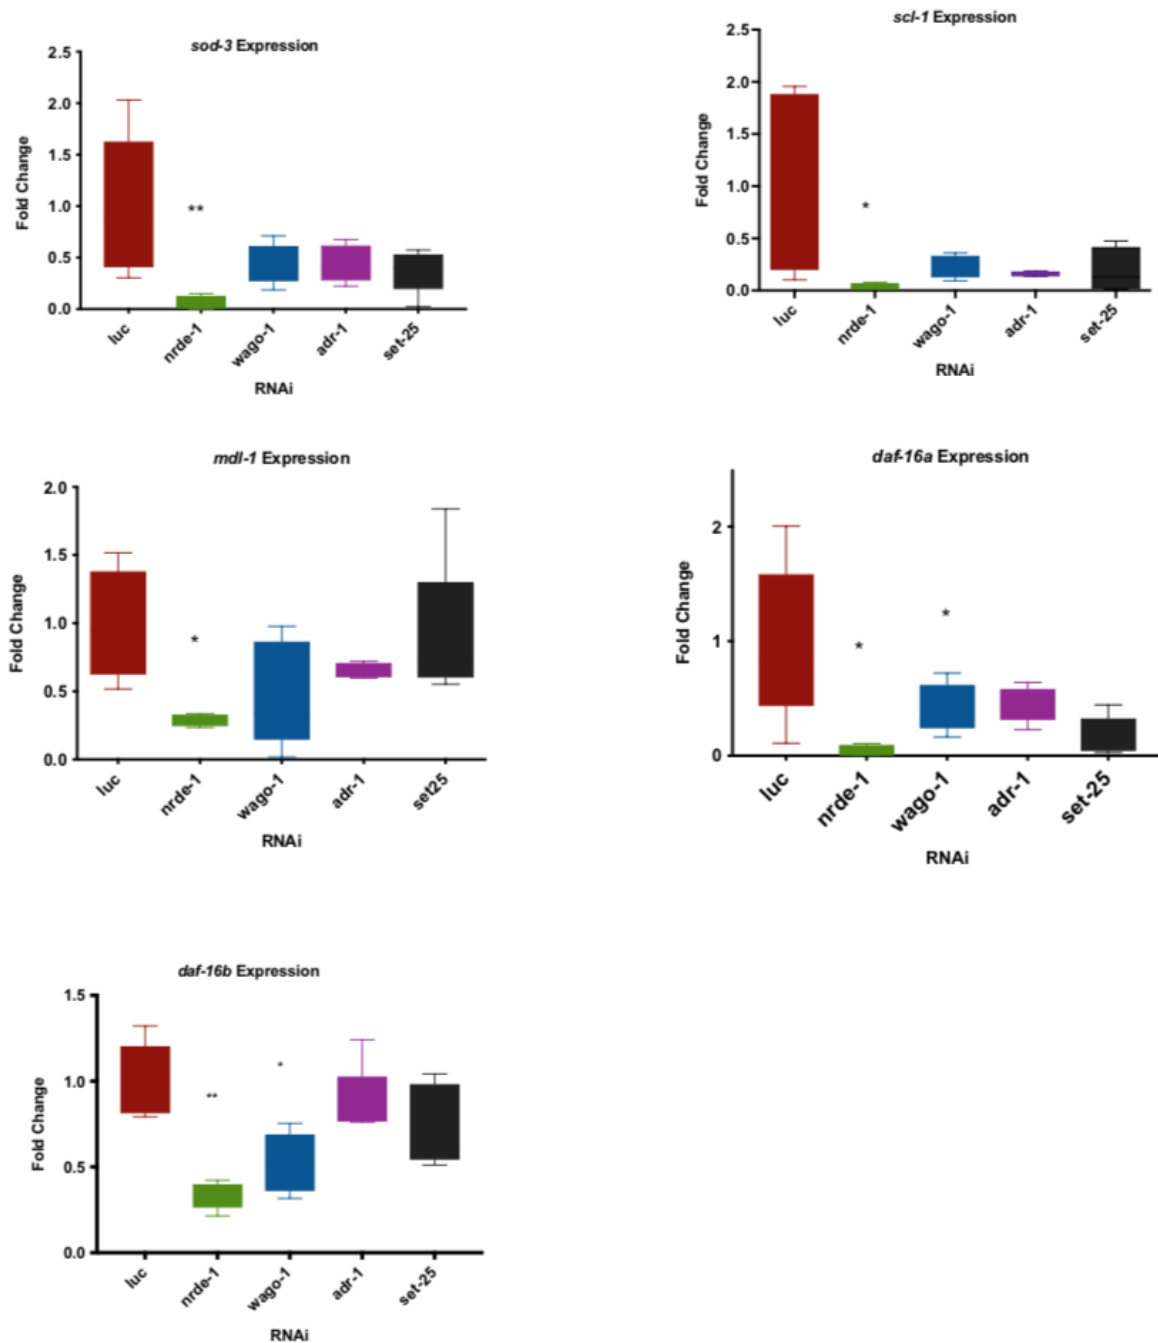 sod-3 Expression
2.5
2.0
1.5
1.0
0.5
0.0
Fold Change
**
luc
nrde-1
wago-1
adr-1
set-25
RNAi
scl-1 Expression
2.5
2.0
1.5
1.0
0.5
0.0
Fold Change
*
luc
nrde-1
wago-1
adr-1
set-25
RNAi
mdl-1 Expression
2.0
1.5
1.0
0.5
0.0
Fold Change
*
luc
nrde-1
wago-1
adr-1
set25
RNAi
daf-16a Expression
2
1
0
Fold Change
*
*
luc
nrde-1
wago-1
adr-1
set-25
RNAi
daf-16b Expression
1.5
1.0
0.5
0.0
Fold Change
**
*
luc
nrde-1
wago-1
adr-1
set-25
RNAi